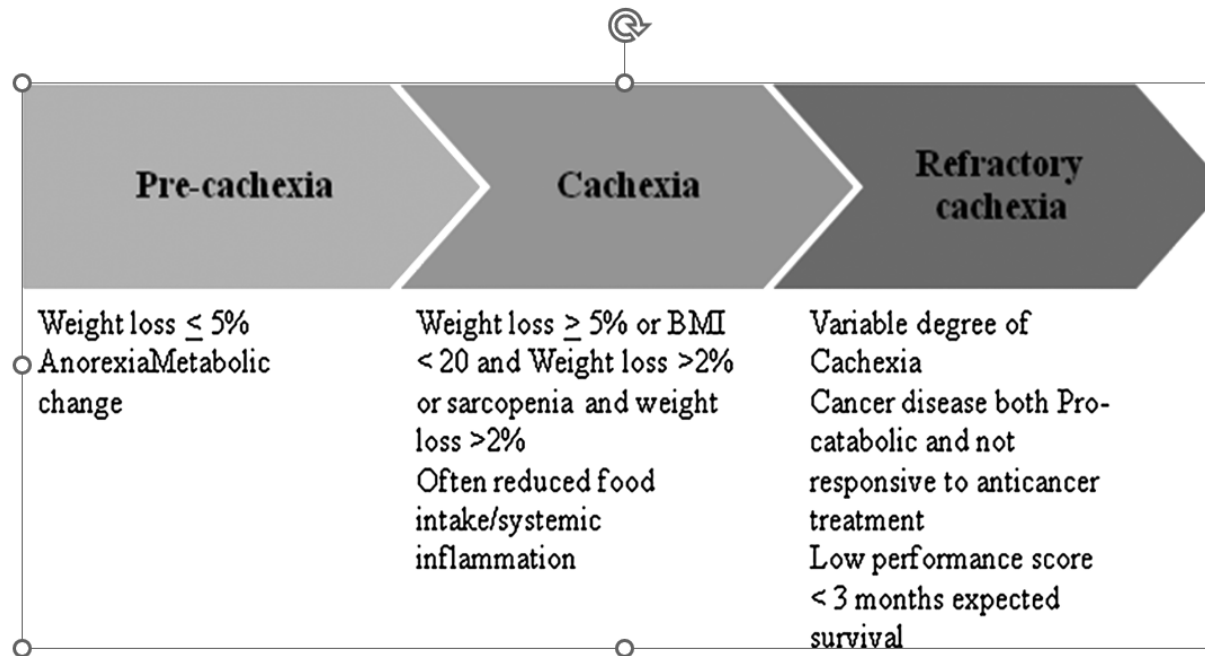 Pre-cachexia
Cachexia
Refractory
cachexia
Weight loss ≤ 5%
AnorexiaMetabolic
change
Weight loss ≥ 5% or BMI
< 20 and Weight loss >2%
or sarcopenia and weight
loss >2%
Often reduced food
intake/systemic
inflammation
Variable degree of
Cachexia
Cancer disease both Pro-
catabolic and not
responsive to anticancer
treatment
Low performance score
< 3 months expected
survival